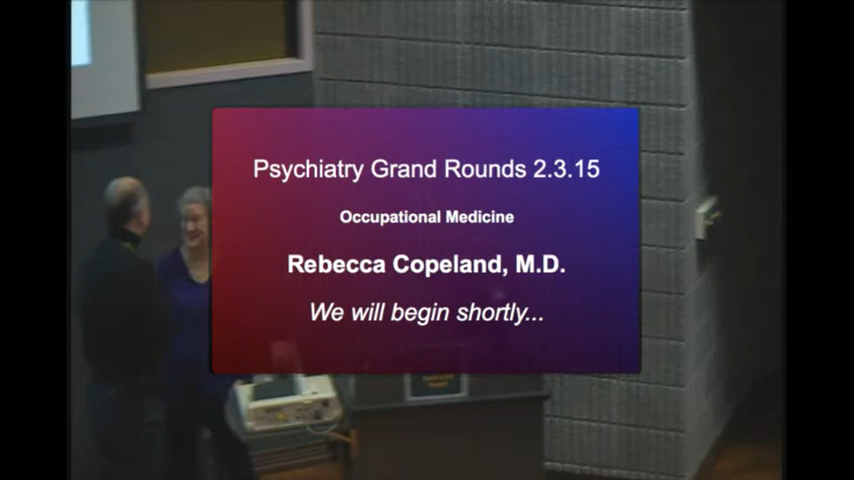 Psychiatry Grand Rounds 2.3.15
Occupational Medicine
Rebecca Copeland, M.D.
We will begin shortly...